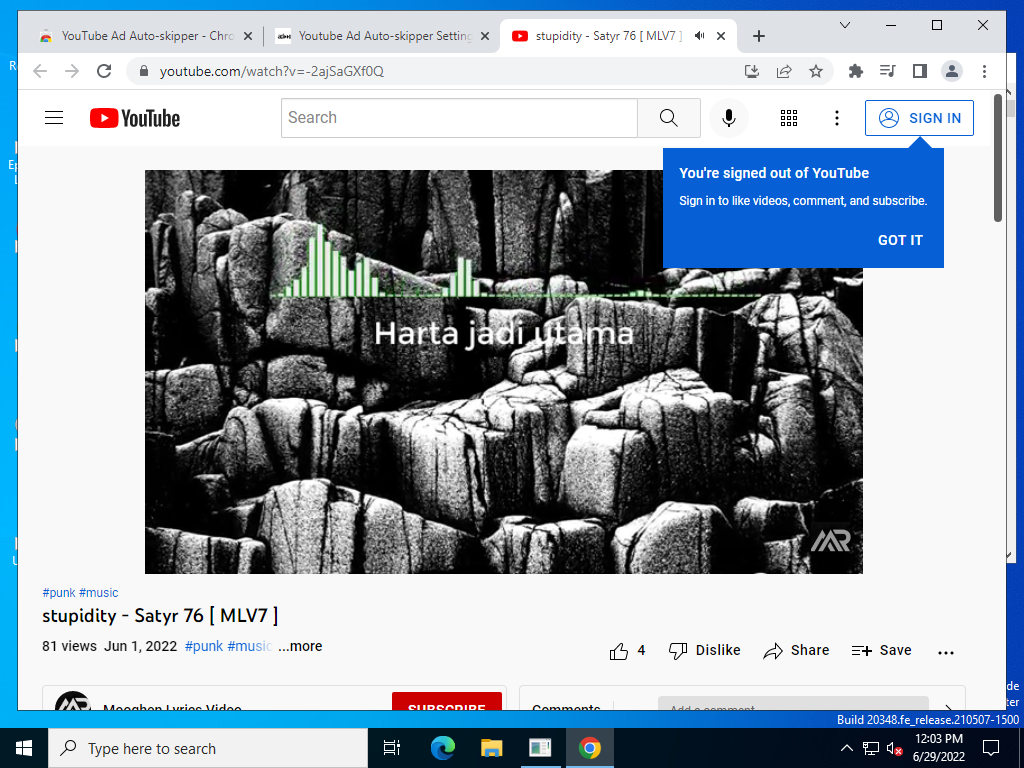 YouTube Ad Auto-skipper - Chro
Youtube Ad Auto-skipper Setting
stupidity - Satyr 76 [ MLV7 ]
youtube.com/watch?v=-2ajSaGXf0Q
YouTube
Search
SIGN IN
You're signed out of YouTube
Sign in to like videos, comment, and subscribe.
GOT IT
Harta jadi utama
MR
#punk #music
stupidity - Satyr 76 [ MLV7 ]
81 views Jun 1, 2022 #punk #music ...more
4 Dislike Share Save
Mooghen Lyrics Video
SUBSCRIBE
Comments
Add a comment...
Build 20348.fe_release.210507-1500
Type here to search
12:03 PM
6/29/2022